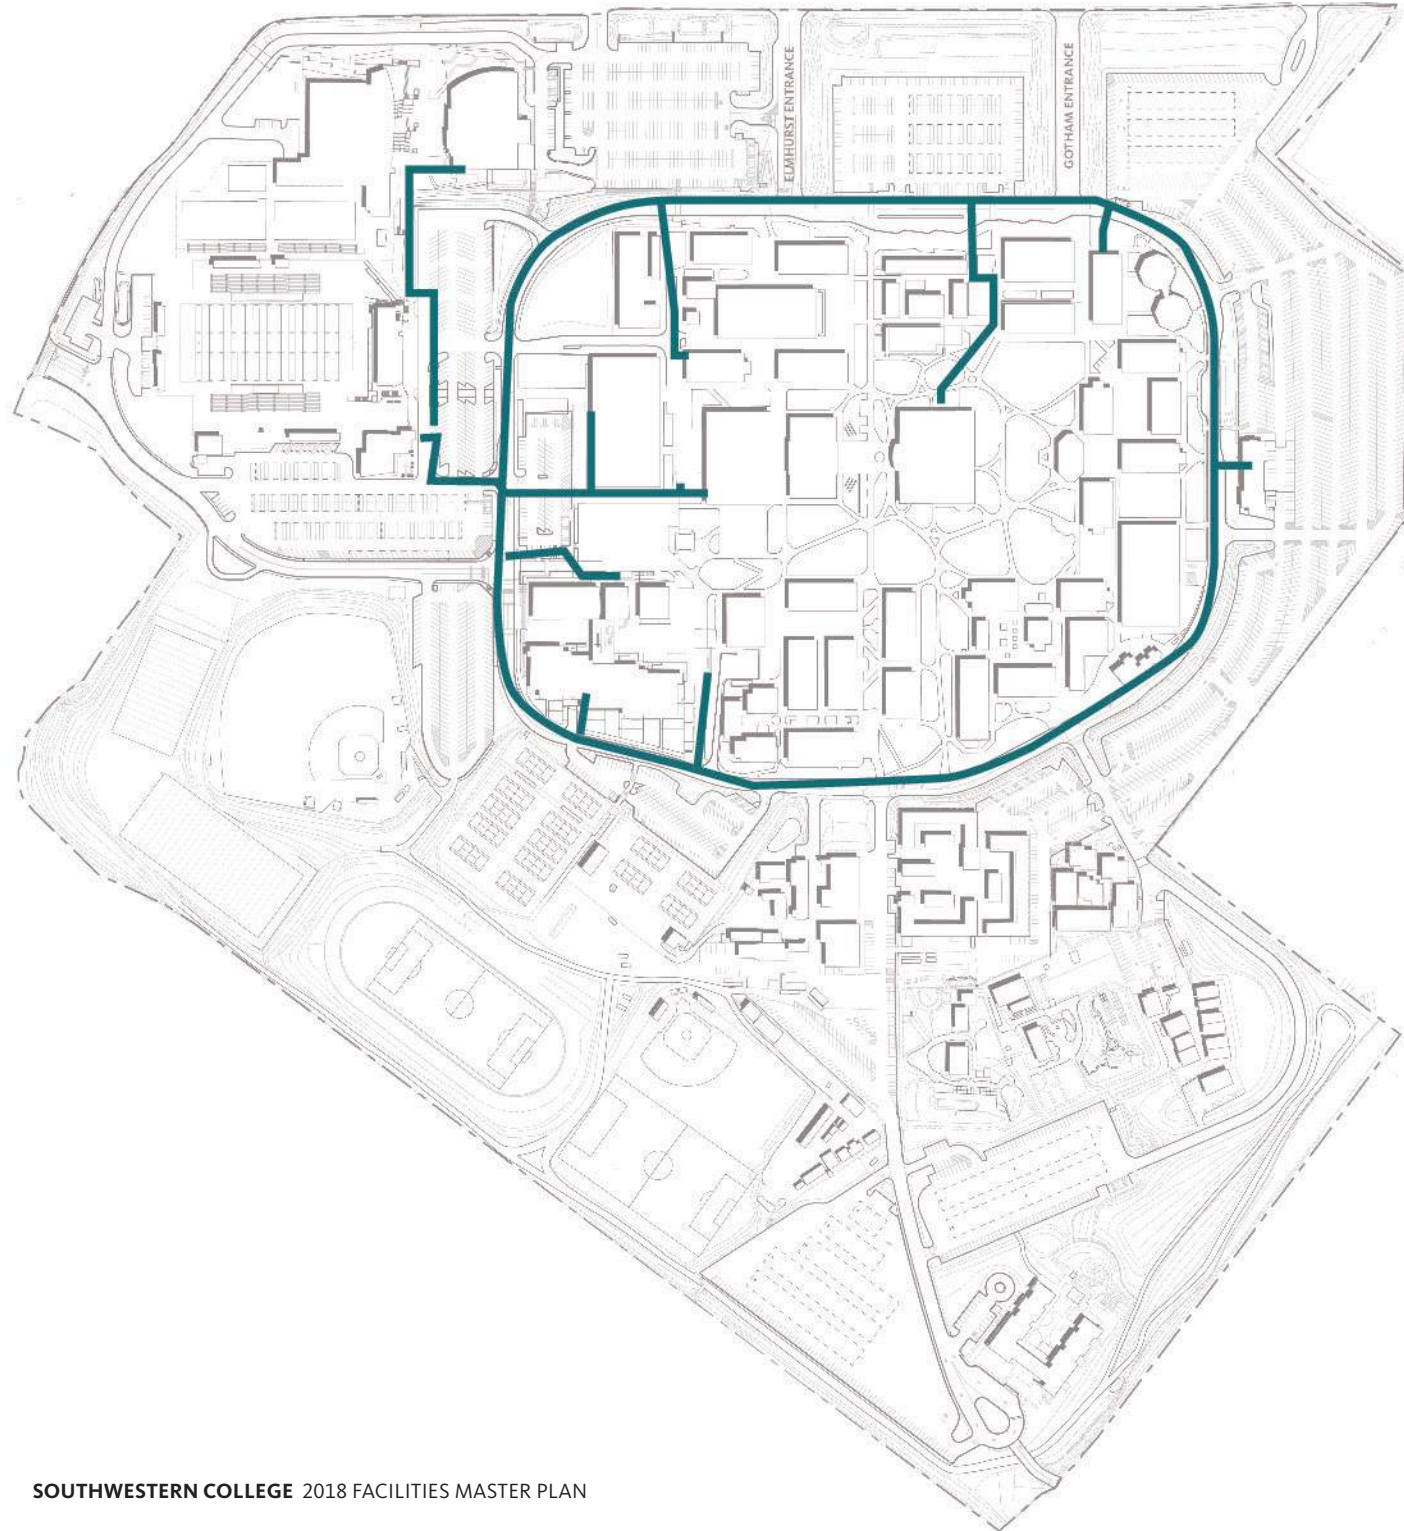 ELMHURST ENTRANCE
GOTHAM ENTRANCE
SOUTHWESTERN COLLEGE 2018 FACILITIES MASTER PLAN